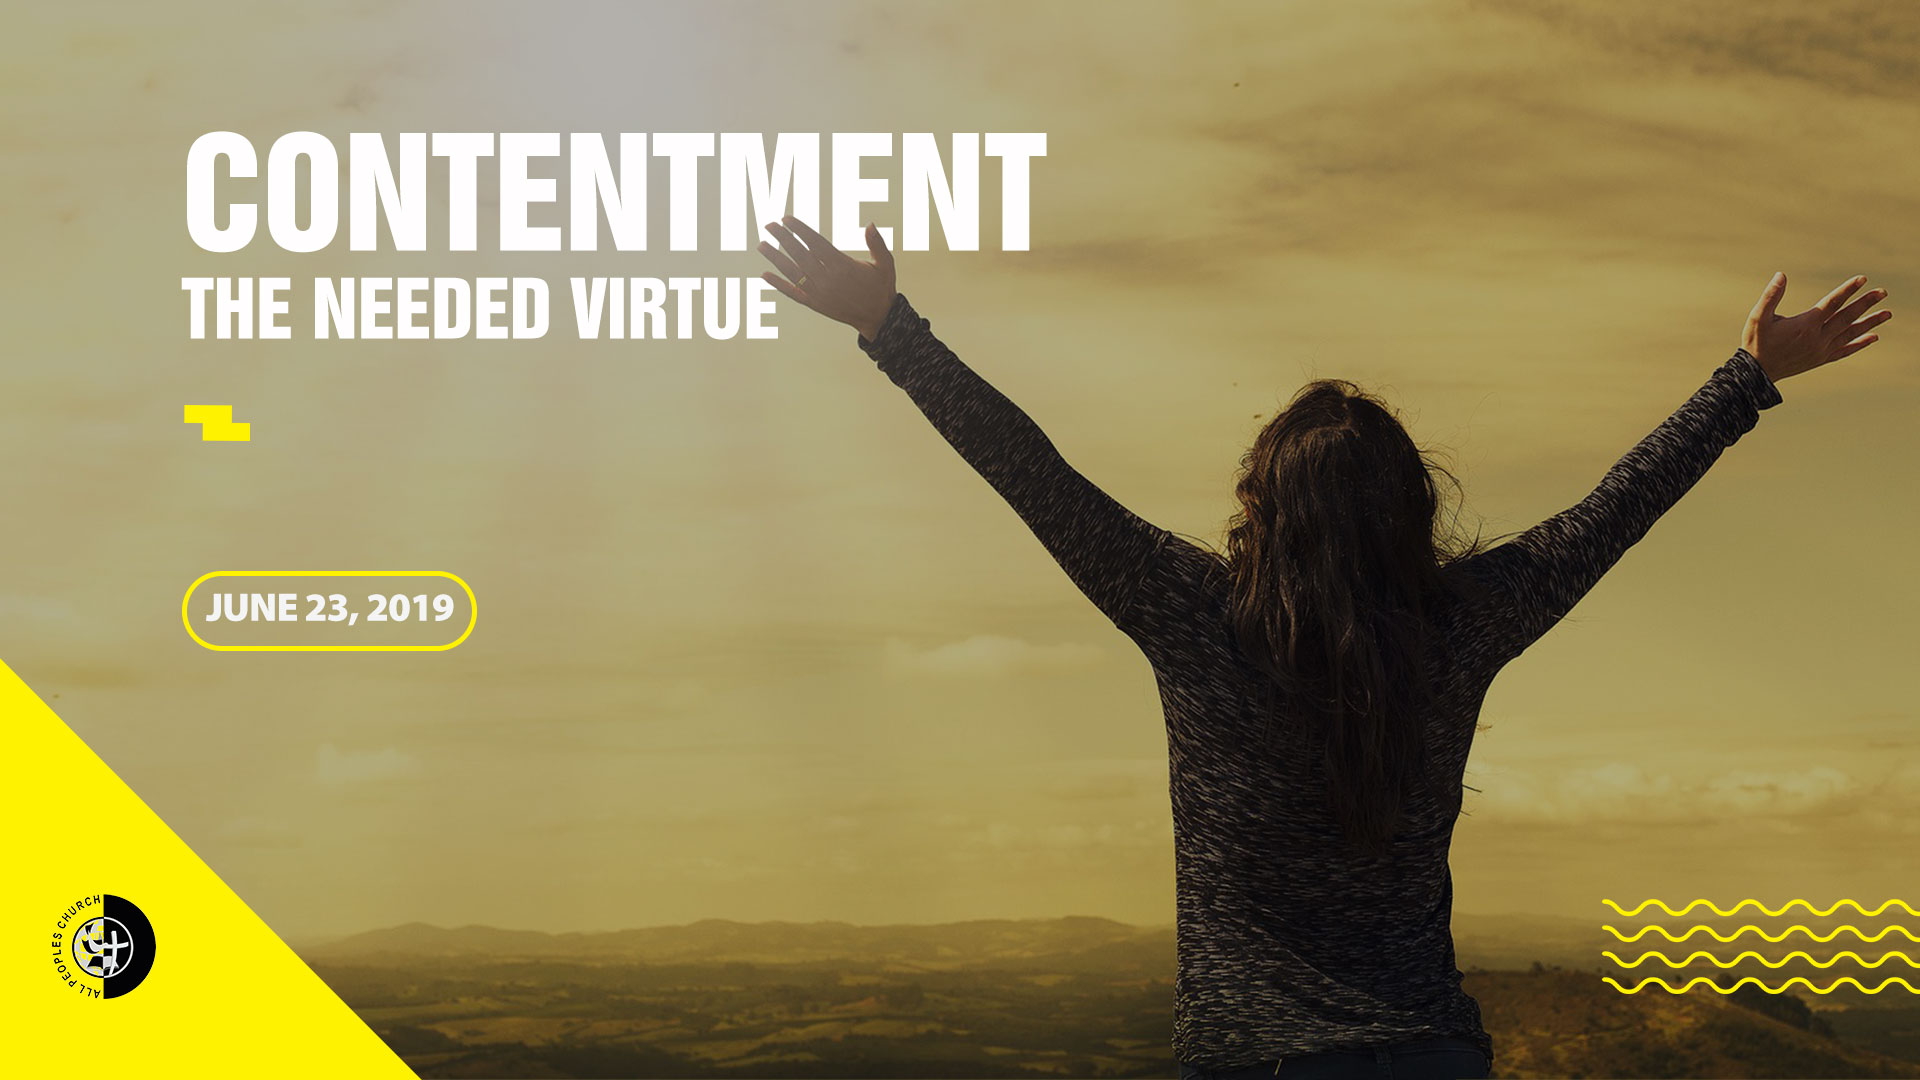 CONTENTMENT
THE NEEDED VIRTUE
JUNE 23, 2019
ALL PEOPLES CHURCH